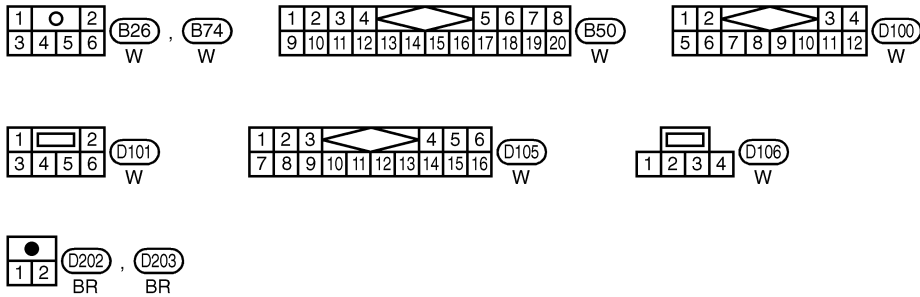 1 2 B26 , B74 1 2 3 4 5 6 7 8 B50 1 2 3 4 D100
3 4 5 6 W W 9 10 11 12 13 14 15 16 17 18 19 20 W 5 6 7 8 9 10 11 12 W
1 2 D101 1 2 3 4 5 6 D105 D106
3 4 5 6 W 7 8 9 10 11 12 13 14 15 16 W 1 2 3 4 W
D202 , D203
1 2 BR BR